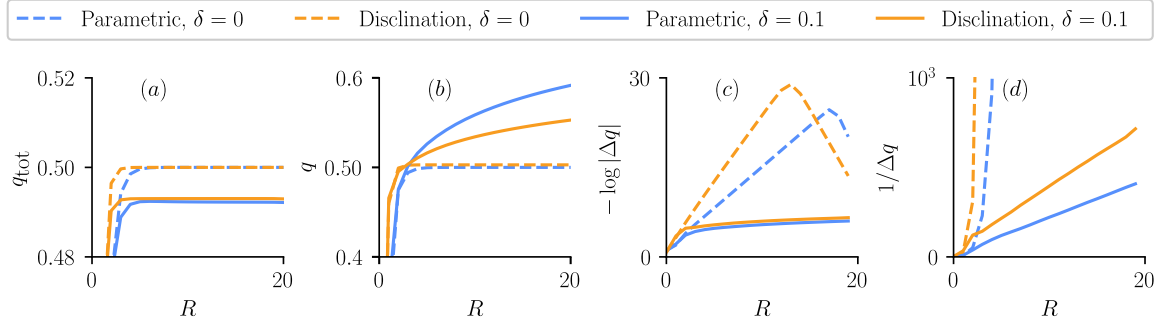 Parametric, δ = 0 Disclination, δ = 0 Parametric, δ = 0.1 Disclination, δ = 0.1
(a)
0.52
0.50
0.48
q_tot
0 20
R
(b)
0.6
0.50
0.4
q
0 20
R
(c)
30
0
− log |Δq|
0 20
R
(d)
10^3
0
1/Δq
0 20
R